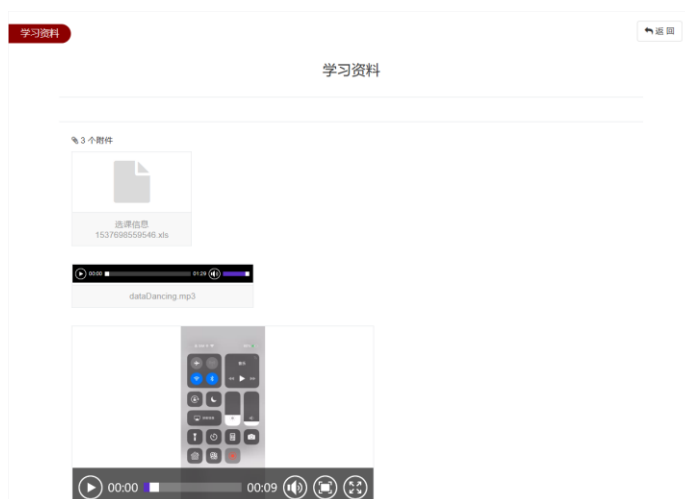 学习资料
返 回
学习资料
3 个附件
选课信息
1537698559546.xls
00:00
01:29
dataDancing.mp3
00:00
00:09